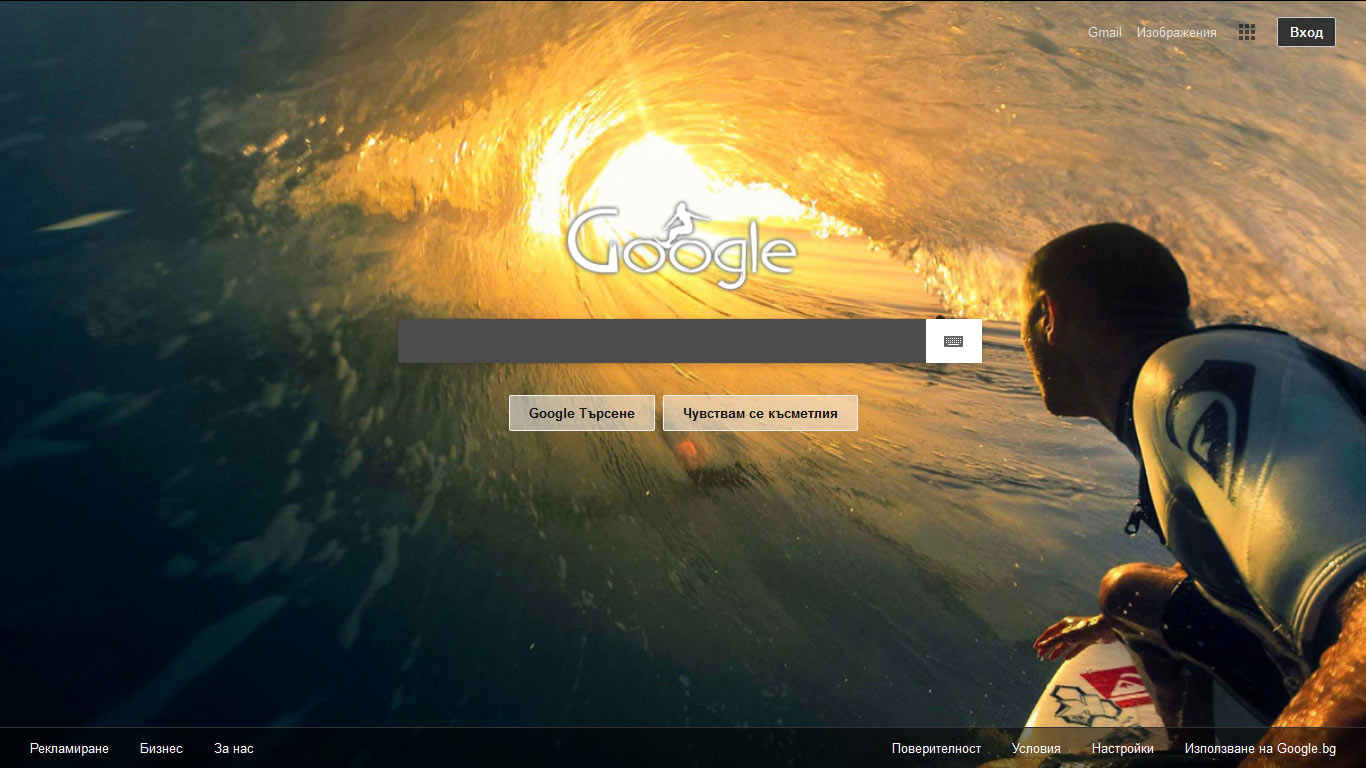 Gmail Изображения Вход
Google
Google Търсене Чувствам се късметлия
Рекламиране Бизнес За нас Поверителност Условия Настройки Използване на Google.bg